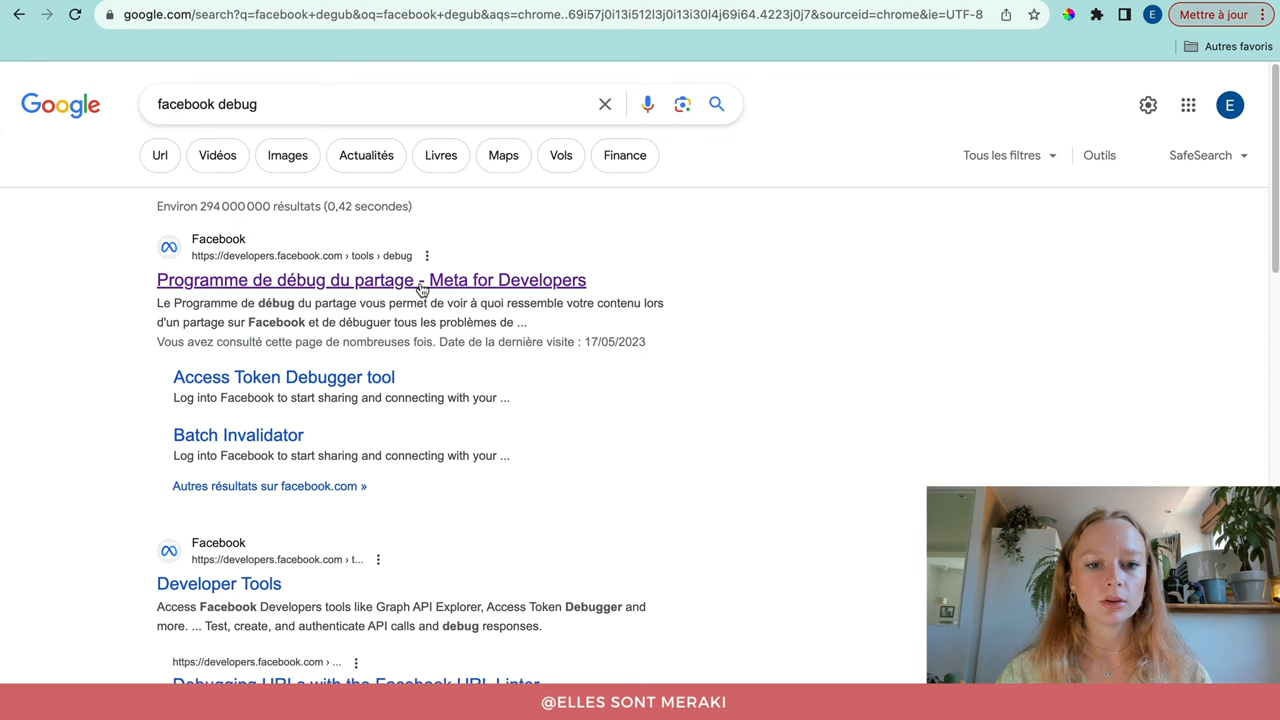 google.com/search?q=facebook+degub&oq=facebook+degub&aqs=chrome..69i57j0i13i512l3j0i13i30l4j69i64.4223j0j7&sourceid=chrome&ie=UTF-8
E
Mettre à jour
Autres favoris
Google
facebook debug
E
Url
Vidéos
Images
Actualités
Livres
Maps
Vols
Finance
Tous les filtres
Outils
SafeSearch
Environ 294 000 000 résultats (0,42 secondes)
Facebook
https://developers.facebook.com › tools › debug
Programme de débug du partage - Meta for Developers
Le Programme de débug du partage vous permet de voir à quoi ressemble votre contenu lors
d'un partage sur Facebook et de débuguer tous les problèmes de ...
Vous avez consulté cette page de nombreuses fois. Date de la dernière visite : 17/05/2023
Access Token Debugger tool
Log into Facebook to start sharing and connecting with your ...
Batch Invalidator
Log into Facebook to start sharing and connecting with your ...
Autres résultats sur facebook.com »
Facebook
https://developers.facebook.com › t...
Developer Tools
Access Facebook Developers tools like Graph API Explorer, Access Token Debugger and
more. ... Test, create, and authenticate API calls and debug responses.
https://developers.facebook.com › ...
Debugging URLs with the Facebook URL Linter
@ELLES SONT MERAKI